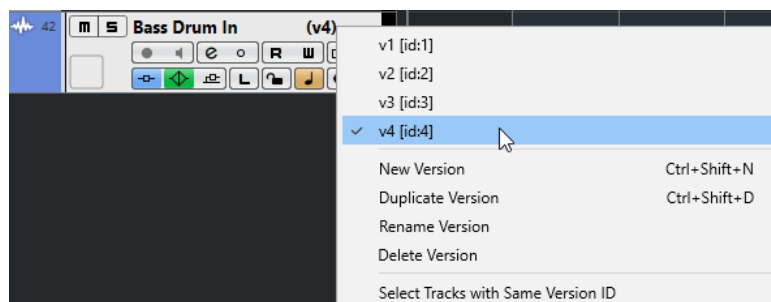 42 m S Bass Drum In (v4)
e R W
L
v1 [id:1]
v2 [id:2]
v3 [id:3]
v4 [id:4]
New Version Ctrl+Shift+N
Duplicate Version Ctrl+Shift+D
Rename Version
Delete Version
Select Tracks with Same Version ID